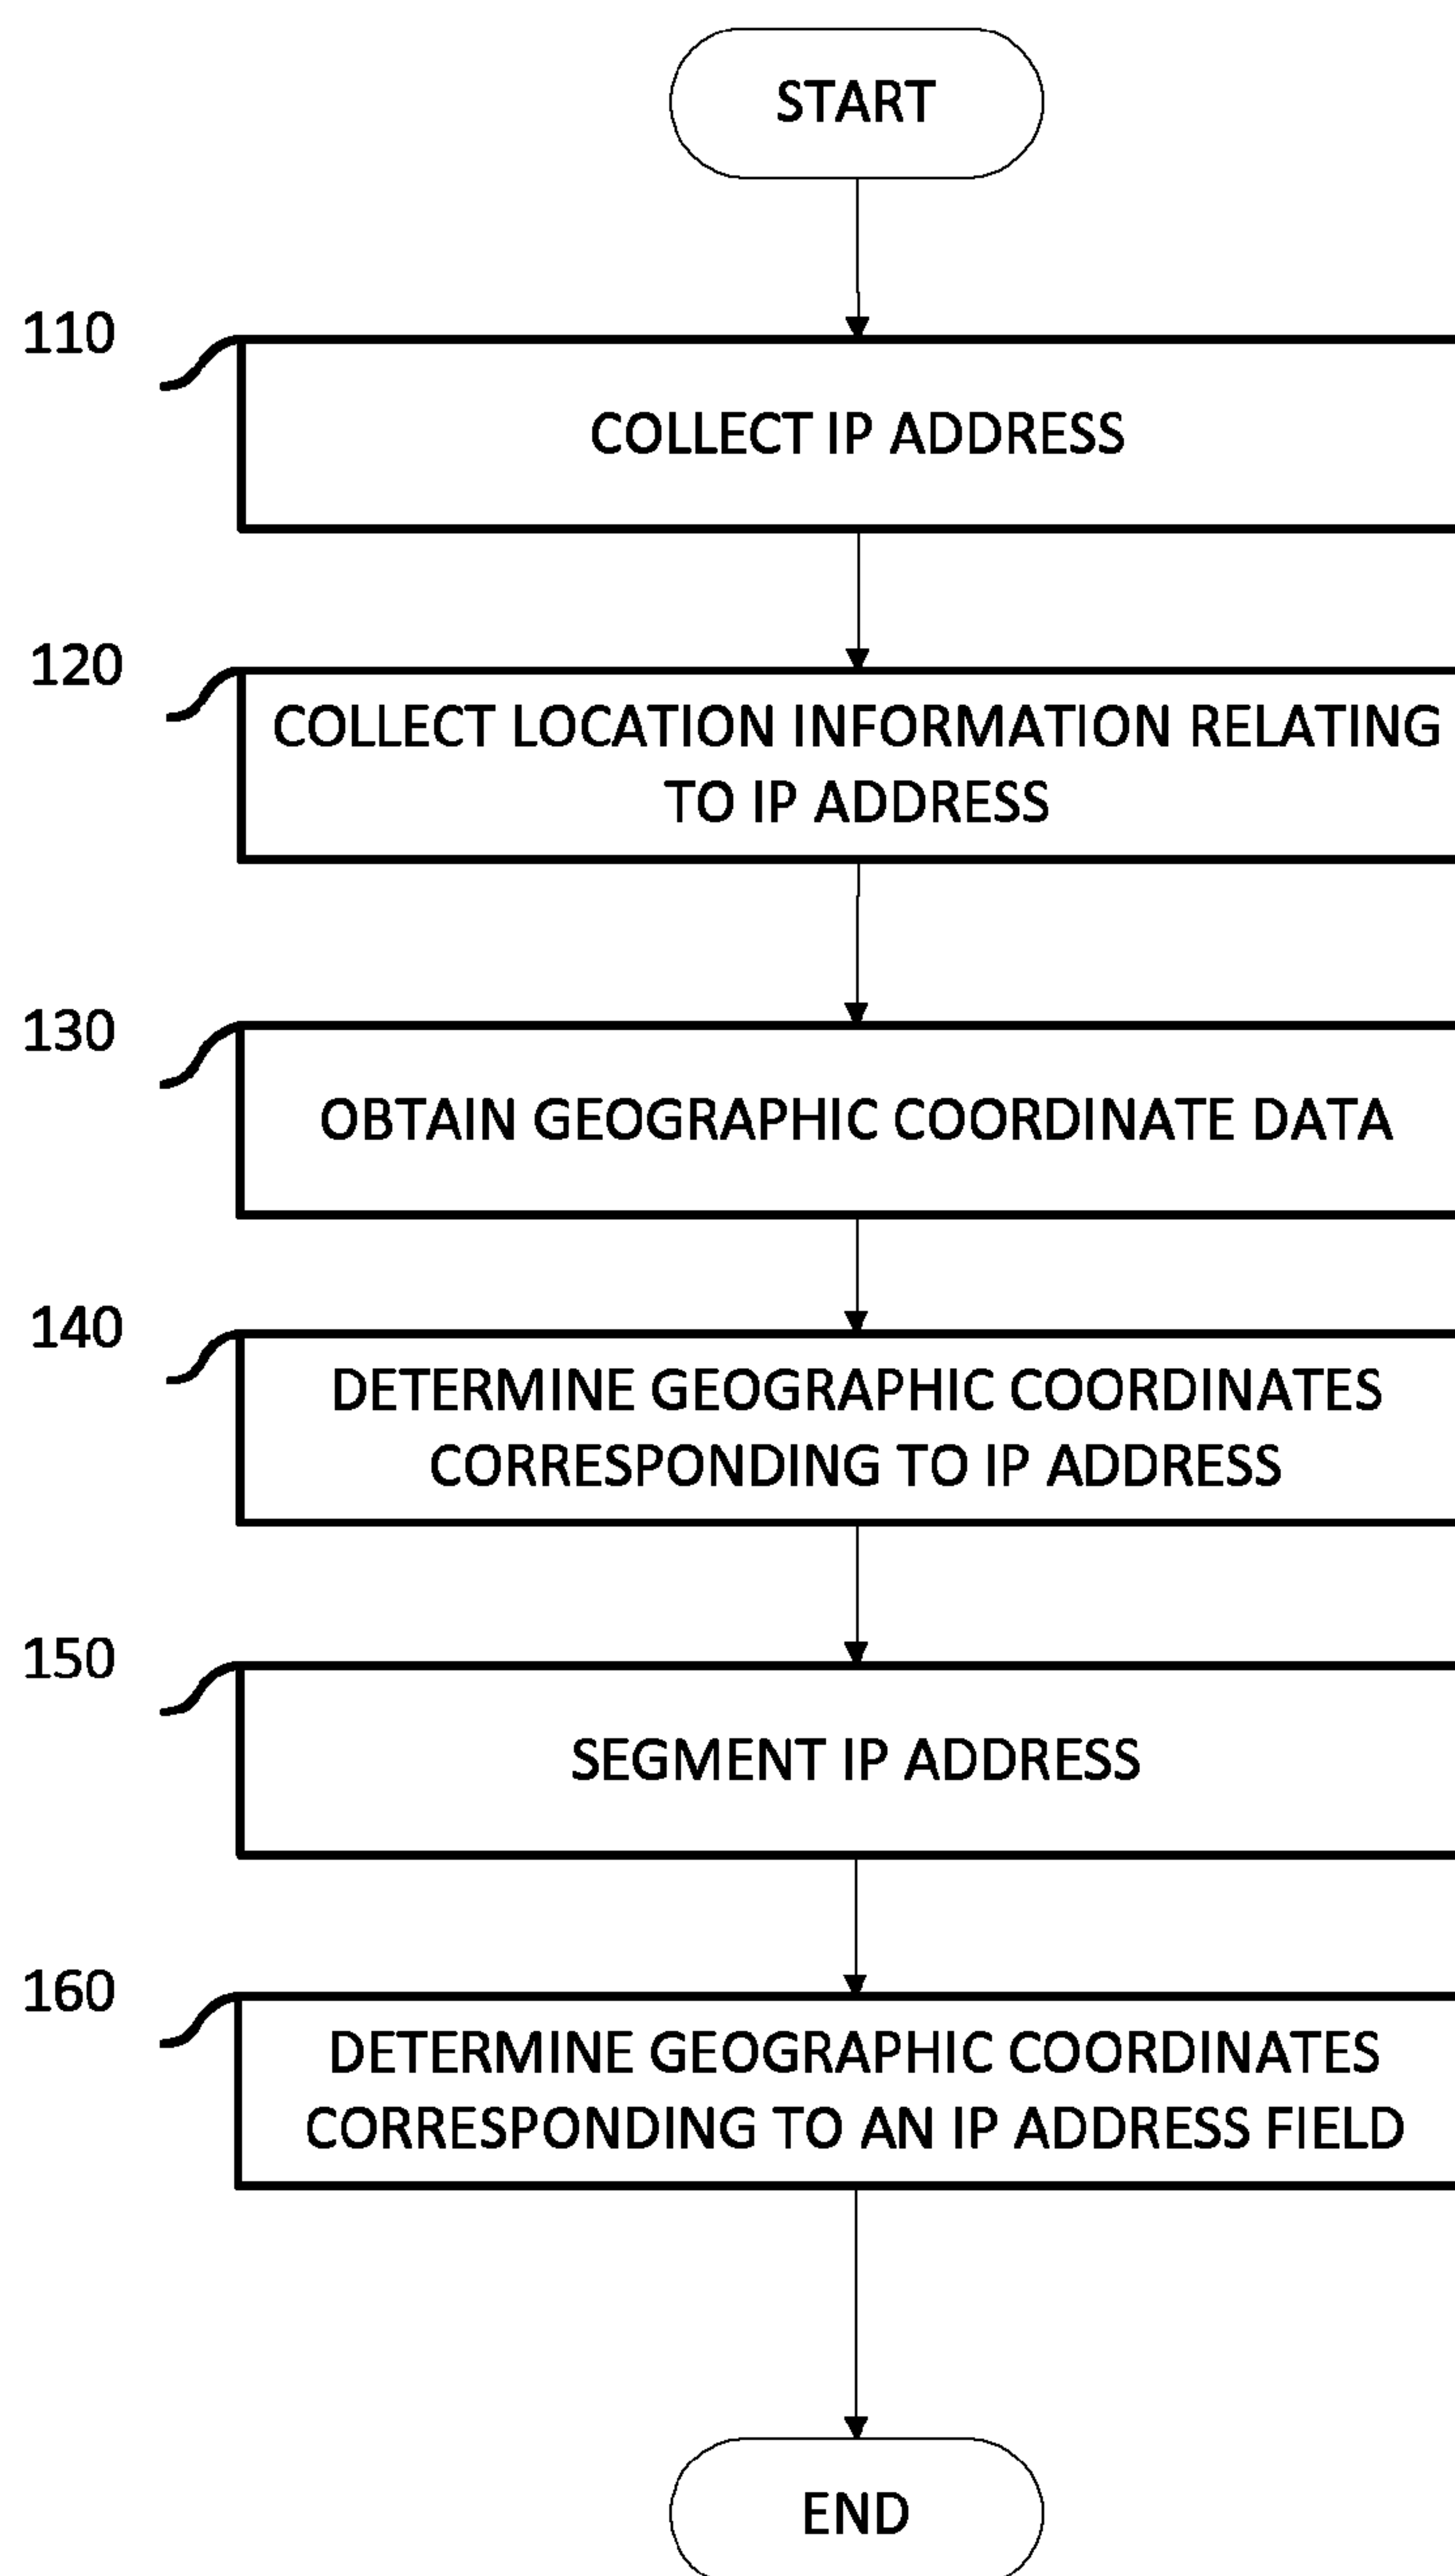 START
110
COLLECT IP ADDRESS
120
COLLECT LOCATION INFORMATION RELATING
TO IP ADDRESS
130
OBTAIN GEOGRAPHIC COORDINATE DATA
140
DETERMINE GEOGRAPHIC COORDINATES
CORRESPONDING TO IP ADDRESS
150
SEGMENT IP ADDRESS
160
DETERMINE GEOGRAPHIC COORDINATES
CORRESPONDING TO AN IP ADDRESS FIELD
END